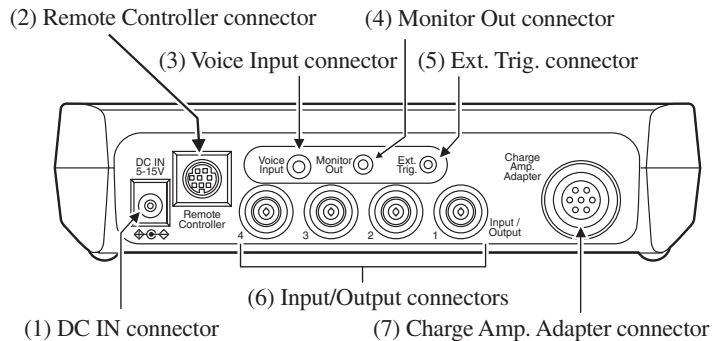 (2) Remote Controller connector
(4) Monitor Out connector
(3) Voice Input connector
(5) Ext. Trig. connector
DC IN
5-15V
Remote
Controller
Voice
Input
Monitor
Out
Ext.
Trig.
Charge
Amp.
Adapter
4
3
2
1
Input /
Output
(6) Input/Output connectors
(1) DC IN connector
(7) Charge Amp. Adapter connector